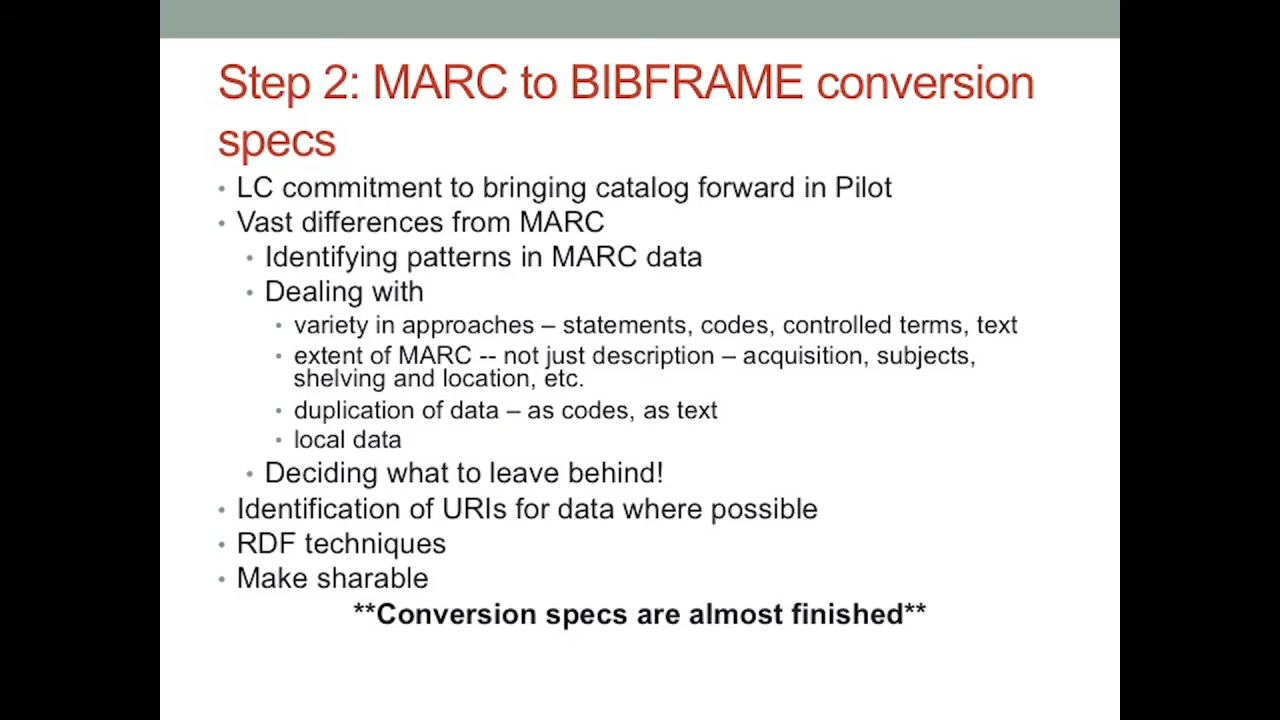 Step 2: MARC to BIBFRAME conversion
specs
• LC commitment to bringing catalog forward in Pilot
• Vast differences from MARC
• Identifying patterns in MARC data
• Dealing with
• variety in approaches – statements, codes, controlled terms, text
• extent of MARC -- not just description – acquisition, subjects,
shelving and location, etc.
• duplication of data – as codes, as text
• local data
• Deciding what to leave behind!
• Identification of URIs for data where possible
• RDF techniques
• Make sharable
**Conversion specs are almost finished**